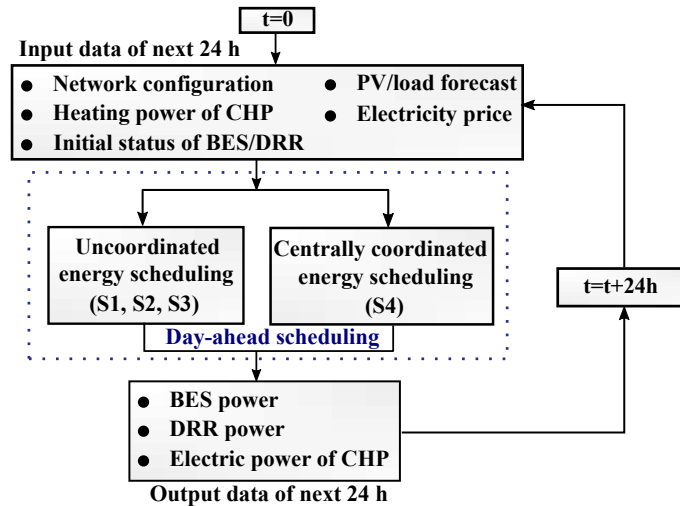 t=0
Input data of next 24 h
● Network configuration
● PV/load forecast
● Heating power of CHP
● Electricity price
● Initial status of BES/DRR
Uncoordinated
energy scheduling
(S1, S2, S3)
Centrally coordinated
energy scheduling
(S4)
t=t+24h
Day-ahead scheduling
● BES power
● DRR power
● Electric power of CHP
Output data of next 24 h